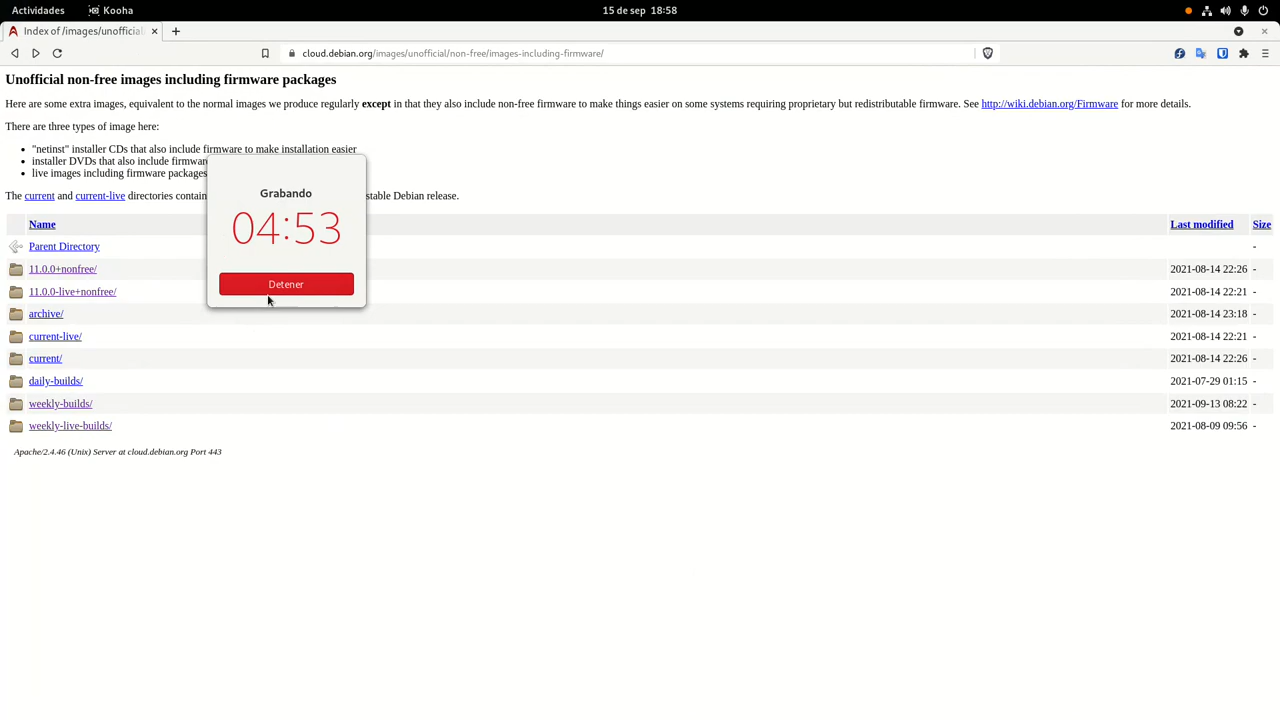 Actividades Kooha 15 de sep 18:58
Index of /images/unofficial
cloud.debian.org/images/unofficial/non-free/images-including-firmware/
Unofficial non-free images including firmware packages
Here are some extra images, equivalent to the normal images we produce regularly except in that they also include non-free firmware to make things easier on some systems requiring proprietary but redistributable firmware. See http://wiki.debian.org/Firmware for more details.
There are three types of image here:
"netinst" installer CDs that also include firmware to make installation easier
installer DVDs that also include firmware
live images including firmware packages
The current and current-live directories contain stable Debian release.
Grabando
04:53
Detener
Name Last modified Size
Parent Directory -
11.0.0+nonfree/ 2021-08-14 22:26 -
11.0.0-live+nonfree/ 2021-08-14 22:21 -
archive/ 2021-08-14 23:18 -
current-live/ 2021-08-14 22:21 -
current/ 2021-08-14 22:26 -
daily-builds/ 2021-07-29 01:15 -
weekly-builds/ 2021-09-13 08:22 -
weekly-live-builds/ 2021-08-09 09:56 -
Apache/2.4.46 (Unix) Server at cloud.debian.org Port 443